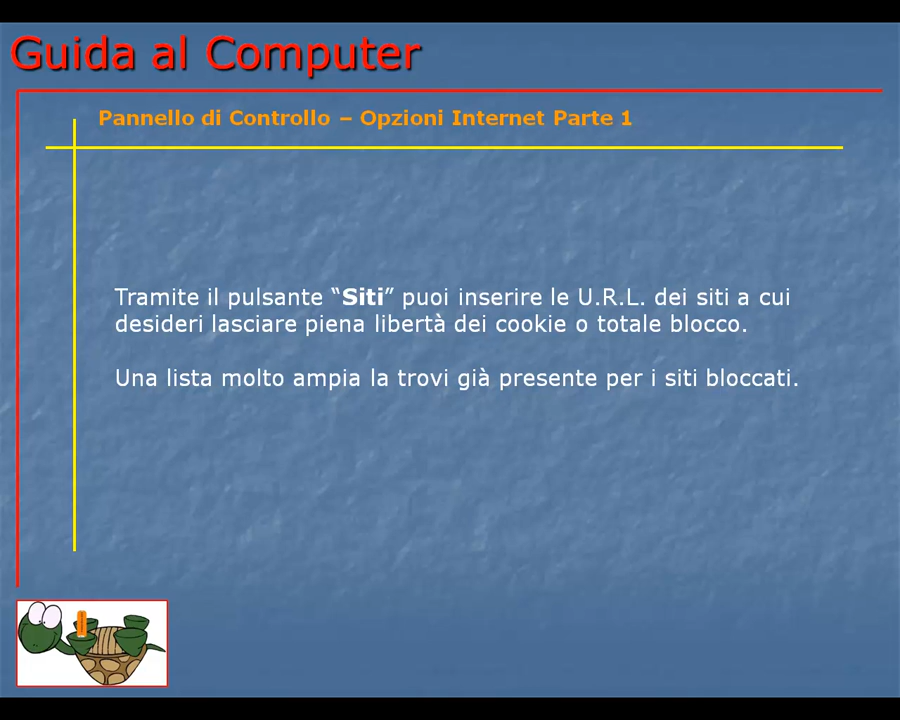 Guida al Computer
Pannello di Controllo – Opzioni Internet Parte 1
Tramite il pulsante “Siti” puoi inserire le U.R.L. dei siti a cui
desideri lasciare piena libertà dei cookie o totale blocco.
Una lista molto ampia la trovi già presente per i siti bloccati.